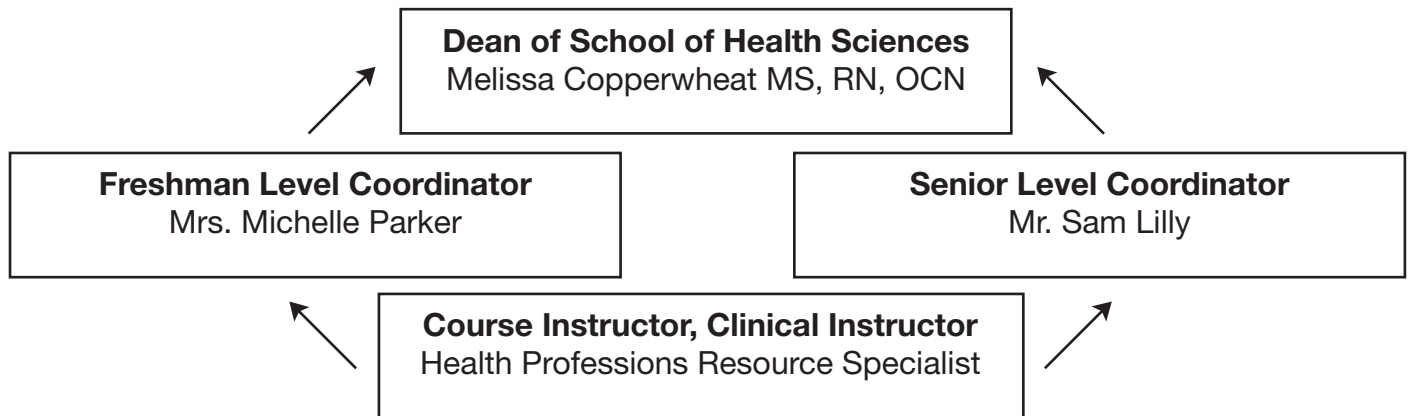 Dean of School of Health Sciences
Melissa Copperwheat MS, RN, OCN
Freshman Level Coordinator
Mrs. Michelle Parker
Senior Level Coordinator
Mr. Sam Lilly
Course Instructor, Clinical Instructor
Health Professions Resource Specialist